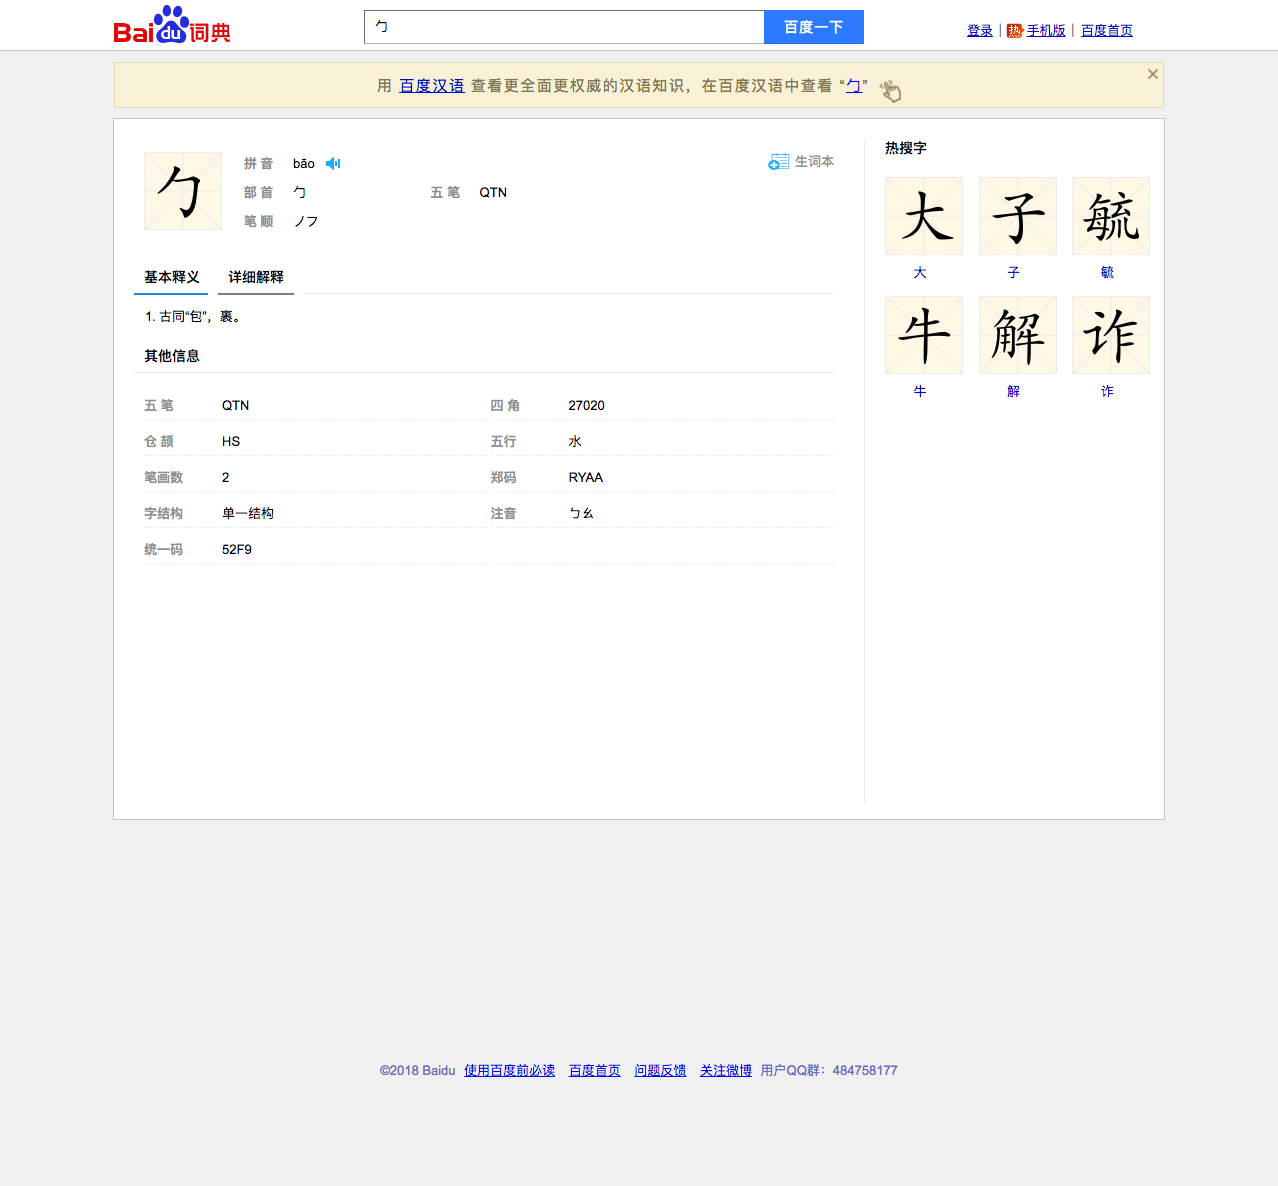 Baidu词典
勹
百度一下
登录 | 热 手机版 | 百度首页
用 百度汉语 查看更全面更权威的汉语知识，在百度汉语中查看 “勹”
勹
拼 音 bāo
生词本
部 首 勹 五 笔 QTN
笔 顺 ノフ
基本释义 详细解释
1. 古同“包”，裹。
其他信息
五 笔 QTN 四 角 27020
仓 颉 HS 五行 水
笔画数 2 郑码 RYAA
字结构 单一结构 注音 ㄅㄠ
统一码 52F9
热搜字
大 子 毓
大 子 毓
牛 解 诈
牛 解 诈
©2018 Baidu 使用百度前必读 百度首页 问题反馈 关注微博 用户QQ群：484758177